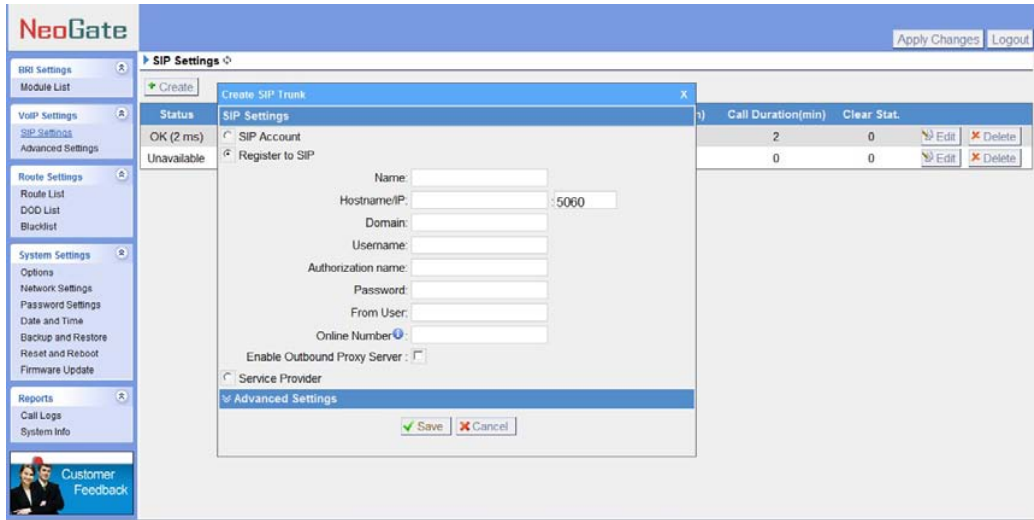 NeoGate
Apply Changes Logout
BRI Settings
Module List
VoIP Settings
SIP Settings
Advanced Settings
Route Settings
Route List
DOD List
Blacklist
System Settings
Options
Network Settings
Password Settings
Date and Time
Backup and Restore
Reset and Reboot
Firmware Update
Reports
Call Logs
System Info
Customer
Feedback
SIP Settings
Create
Status n) Call Duration(min) Clear Stat.
OK (2 ms) 2 0 Edit Delete
Unavailable 0 0 Edit Delete
Create SIP Trunk X
SIP Settings
SIP Account
Register to SIP
Name:
Hostname/IP: :5060
Domain:
Username:
Authorization name:
Password:
From User:
Online Number :
Enable Outbound Proxy Server :
Service Provider
Advanced Settings
Save Cancel